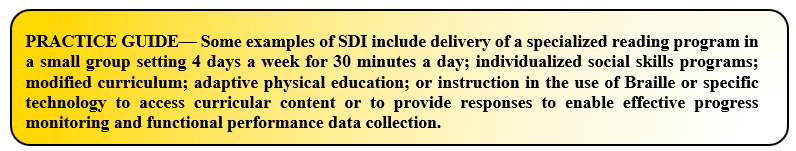 PRACTICE GUIDE— Some examples of SDI include delivery of a specialized reading program in
a small group setting 4 days a week for 30 minutes a day; individualized social skills programs;
modified curriculum; adaptive physical education; or instruction in the use of Braille or specific
technology to access curricular content or to provide responses to enable effective progress
monitoring and functional performance data collection.